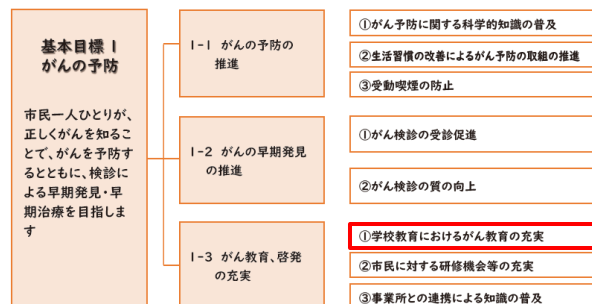 基本目標Ⅰ
がんの予防
市民一人ひとりが、
正しくがんを知るこ
とで、がんを予防す
るとともに、検診に
よる早期発見・早
期治療を目指しま
す
Ⅰ-Ⅰ がんの予防の
推進
①がん予防に関する科学的知識の普及
②生活習慣の改善によるがん予防の取組の推進
③受動喫煙の防止
Ⅰ-2 がんの早期発見
の推進
①がん検診の受診促進
②がん検診の質の向上
Ⅰ-3 がん教育、啓発
の充実
①学校教育におけるがん教育の充実
②市民に対する研修機会等の充実
③事業所との連携による知識の普及